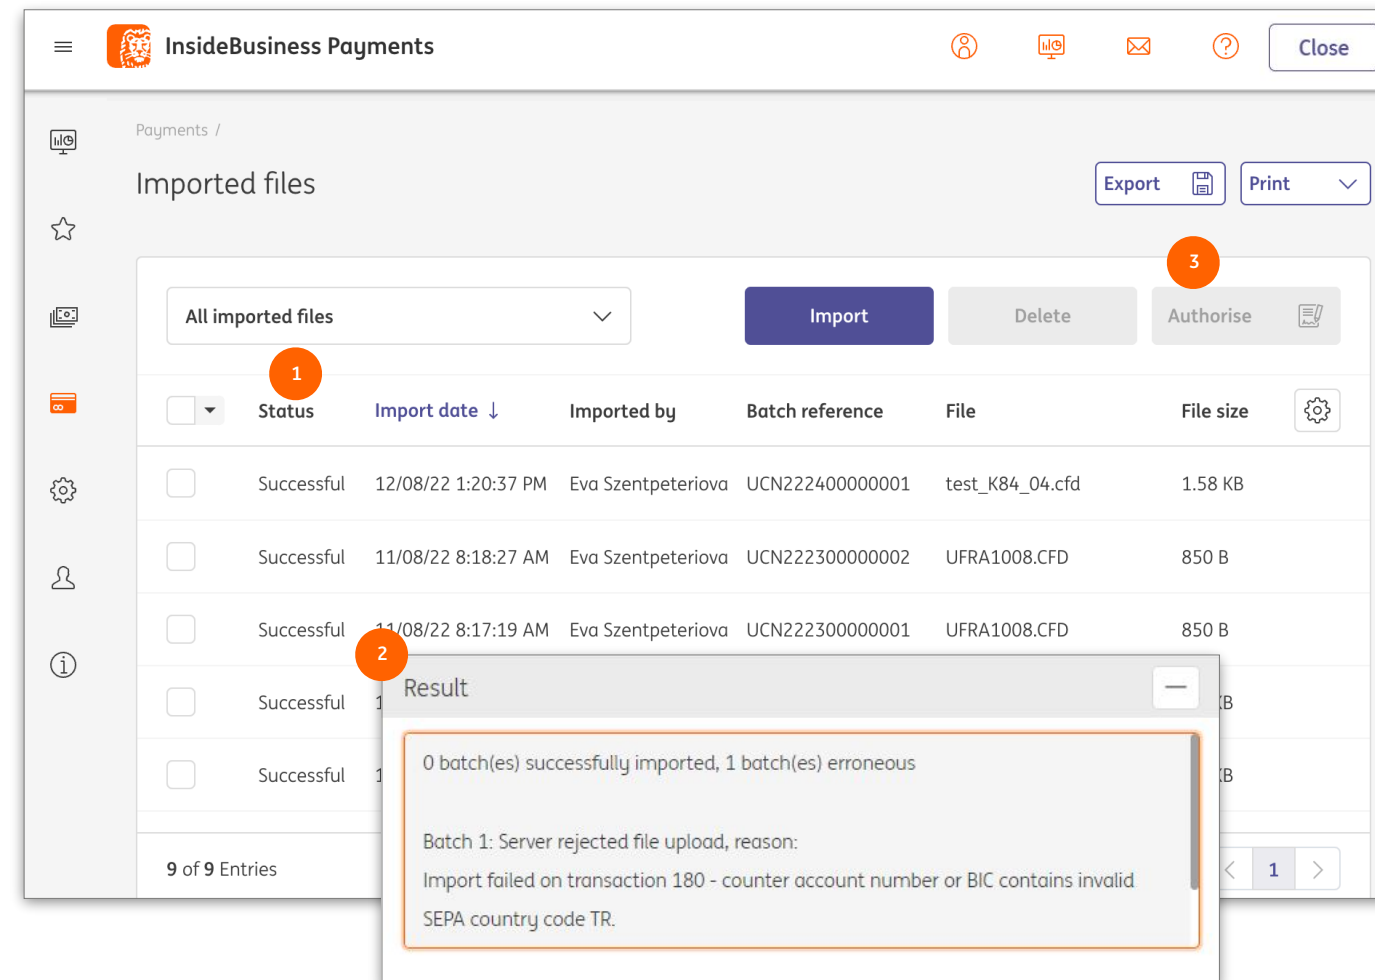 InsideBusiness Payments
Close
Payments /
Imported files
Export
Print
3
All imported files
Import
Delete
Authorise
1
Status Import date ↓ Imported by Batch reference File File size
Successful 12/08/22 1:20:37 PM Eva Szentpeteriova UCN222400000001 test_K84_04.cfd 1.58 KB
Successful 11/08/22 8:18:27 AM Eva Szentpeteriova UCN222300000002 UFRA1008.CFD 850 B
Successful 11/08/22 8:17:19 AM Eva Szentpeteriova UCN222300000001 UFRA1008.CFD 850 B
2
Result
Successful
Successful
0 batch(es) successfully imported, 1 batch(es) erroneous
Batch 1: Server rejected file upload, reason:
Import failed on transaction 180 - counter account number or BIC contains invalid
SEPA country code TR.
9 of 9 Entries
1